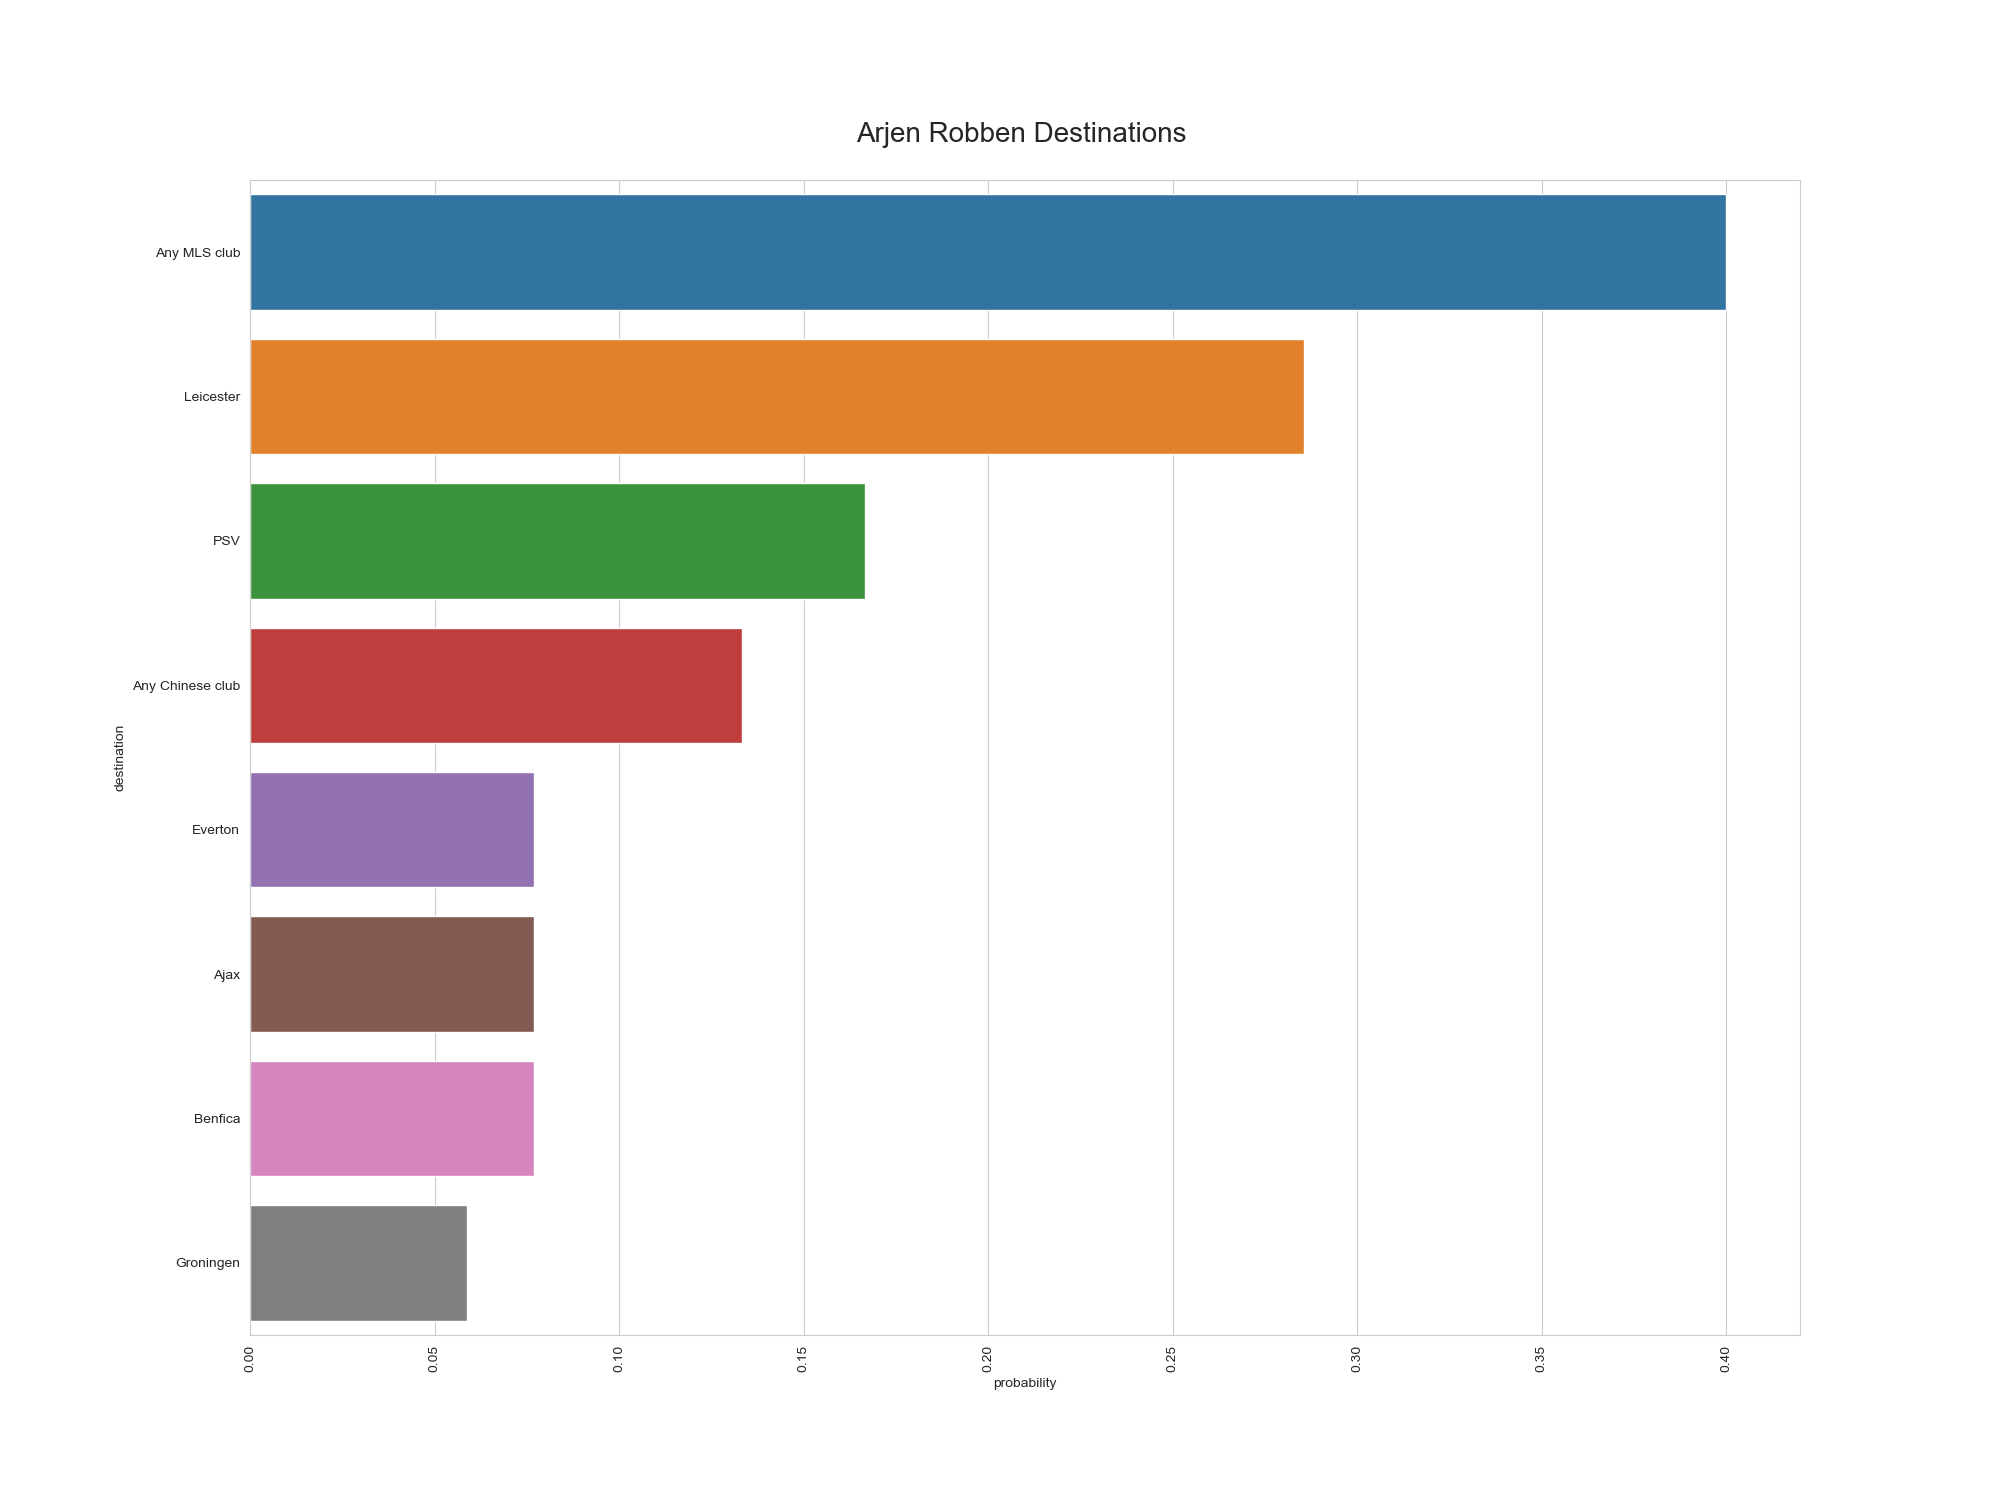 Arjen Robben Destinations
Any MLS club
Leicester
PSV
Any Chinese club
Everton
Ajax
Benfica
Groningen
destination
0.00
0.05
0.10
0.15
0.20
0.25
0.30
0.35
0.40
probability